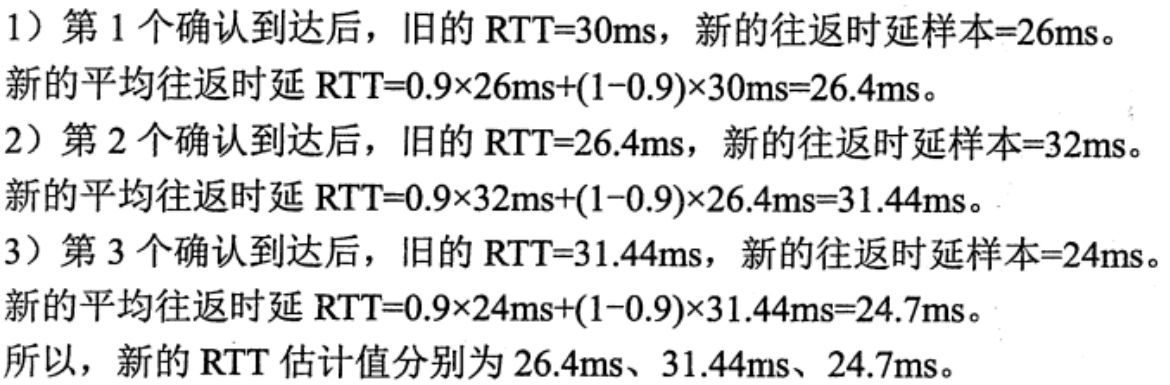 1）第 1 个确认到达后，旧的 RTT=30ms，新的往返时延样本=26ms。
新的平均往返时延 RTT=0.9×26ms+(1-0.9)×30ms=26.4ms。
2）第 2 个确认到达后，旧的 RTT=26.4ms，新的往返时延样本=32ms。
新的平均往返时延 RTT=0.9×32ms+(1-0.9)×26.4ms=31.44ms。
3）第 3 个确认到达后，旧的 RTT=31.44ms，新的往返时延样本=24ms。
新的平均往返时延 RTT=0.9×24ms+(1-0.9)×31.44ms=24.7ms。
所以，新的 RTT 估计值分别为 26.4ms、31.44ms、24.7ms。